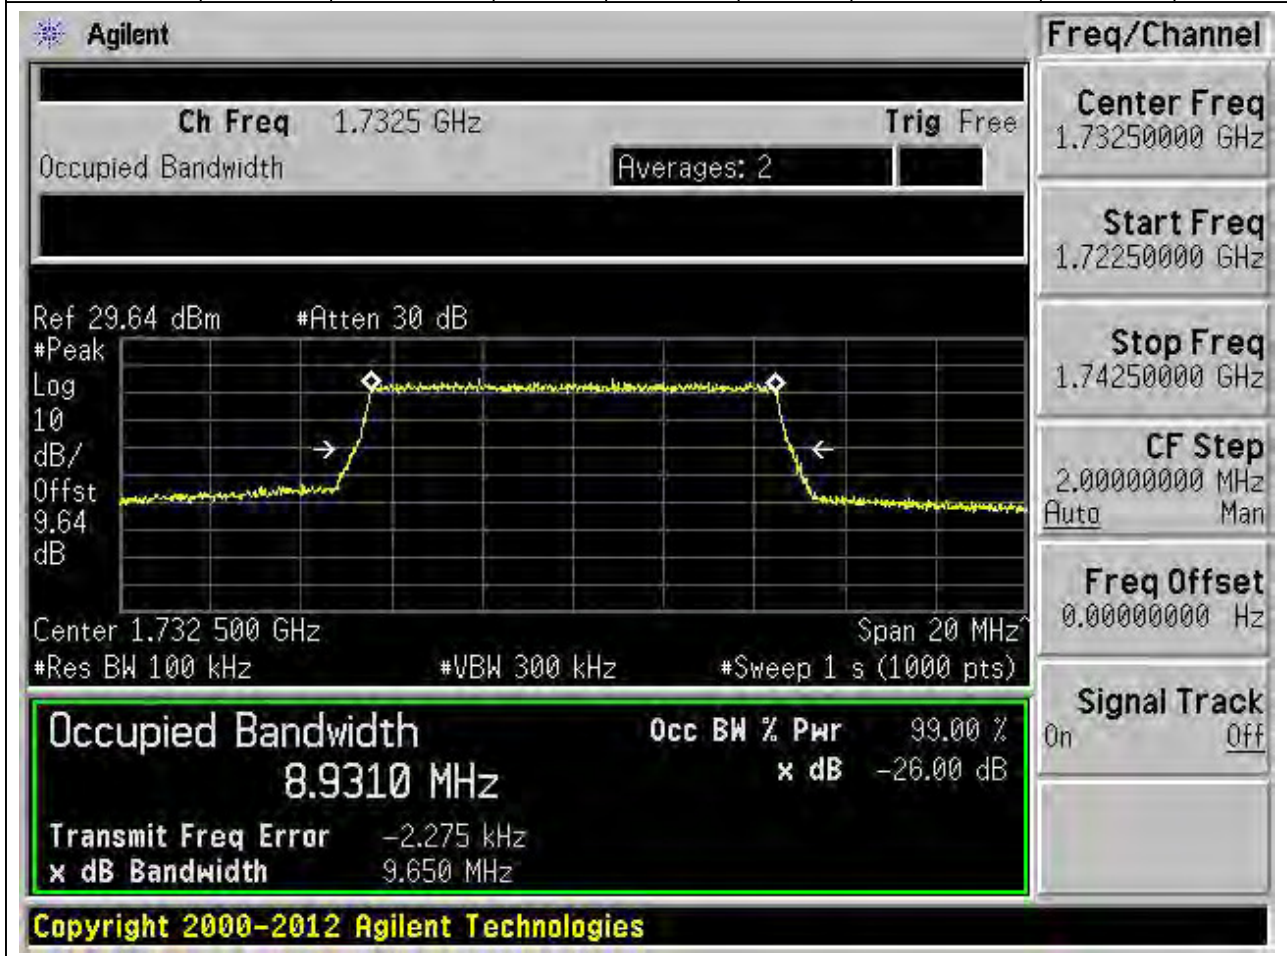 Agilent
Freq/Channel
Ch Freq 1.7325 GHz Trig Free
Occupied Bandwidth Averages: 2
Center Freq
1.73250000 GHz
Start Freq
1.72250000 GHz
Stop Freq
1.74250000 GHz
CF Step
2.00000000 MHz
Auto Man
Freq Offset
0.00000000 Hz
Signal Track
On Off
Ref 29.64 dBm #Atten 30 dB
#Peak
Log
10
dB/
Offst
9.64
dB
Center 1.732 500 GHz Span 20 MHz^
#Res BW 100 kHz #VBW 300 kHz #Sweep 1 s (1000 pts)
Occupied Bandwidth Occ BW % Pwr 99.00 %
8.9310 MHz x dB -26.00 dB
Transmit Freq Error -2.275 kHz
x dB Bandwidth 9.650 MHz
Copyright 2000-2012 Agilent Technologies